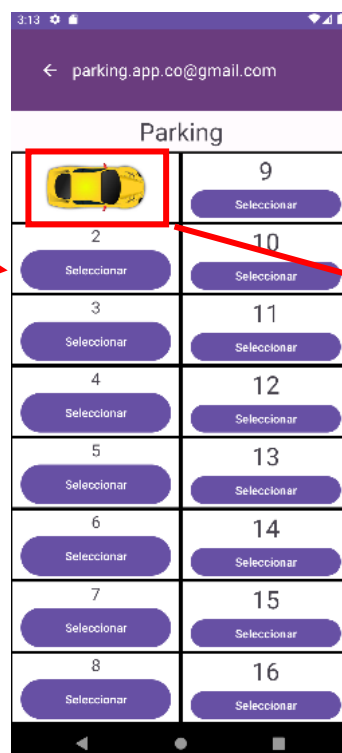 3:13
parking.app.co@gmail.com
Parking
9
Seleccionar
2
Seleccionar
10
Seleccionar
3
Seleccionar
11
Seleccionar
4
Seleccionar
12
Seleccionar
5
Seleccionar
13
Seleccionar
6
Seleccionar
14
Seleccionar
7
Seleccionar
15
Seleccionar
8
Seleccionar
16
Seleccionar